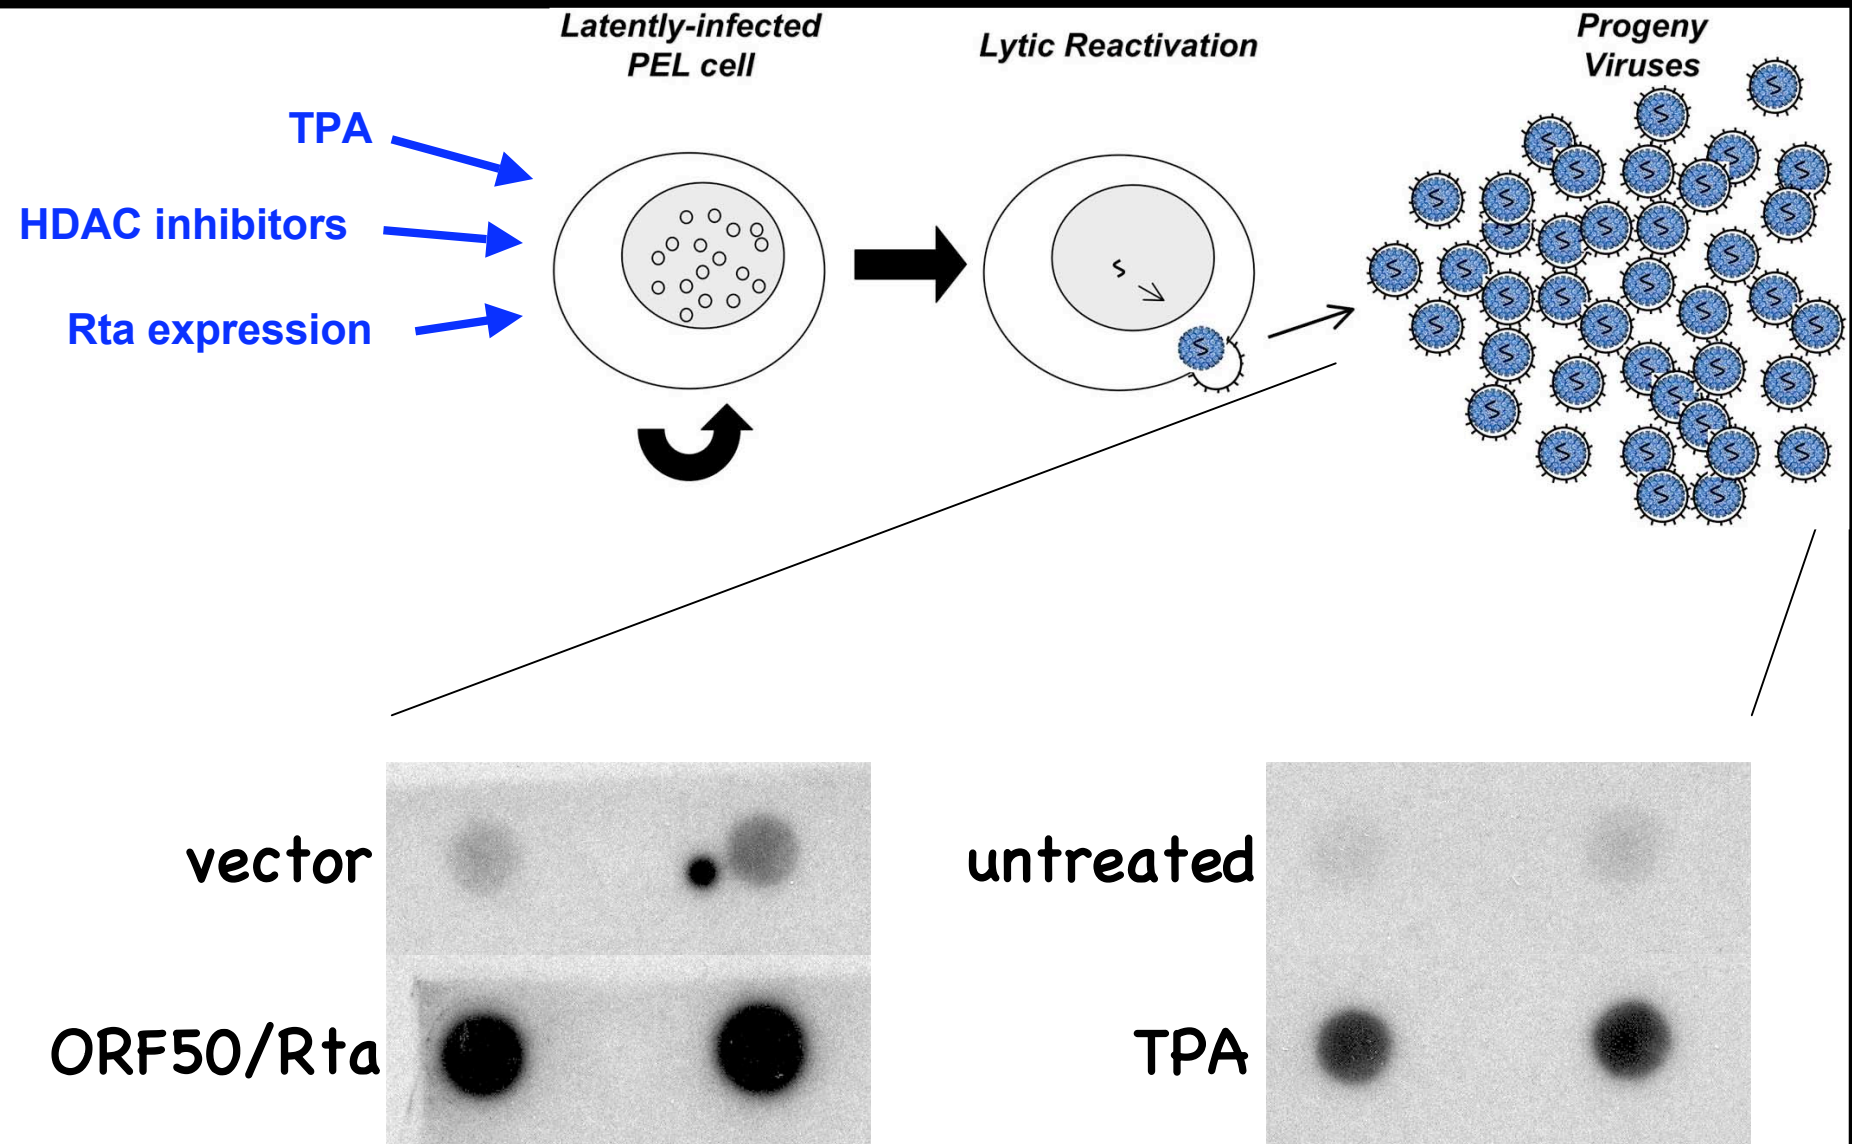 Latently-infected
PEL cell
Lytic Reactivation
Progeny
Viruses
TPA
HDAC inhibitors
Rta expression
vector
untreated
ORF50/Rta
TPA